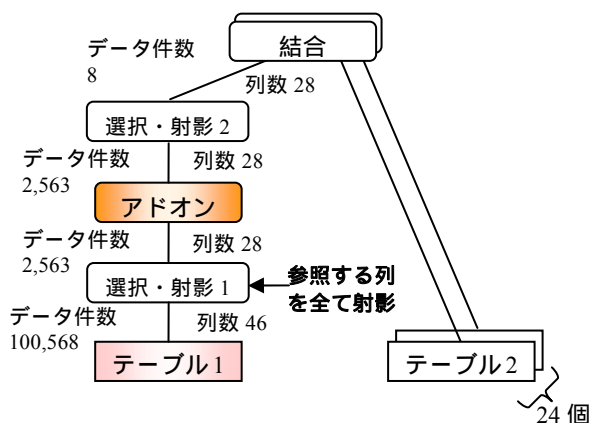 結合
データ件数
8
列数 28
選択・射影 2
データ件数
2,563
列数 28
アドオン
データ件数
2,563
列数 28
選択・射影 1
参照する列
を全て射影
データ件数
100,568
列数 46
テーブル 1
テーブル 2
24 個